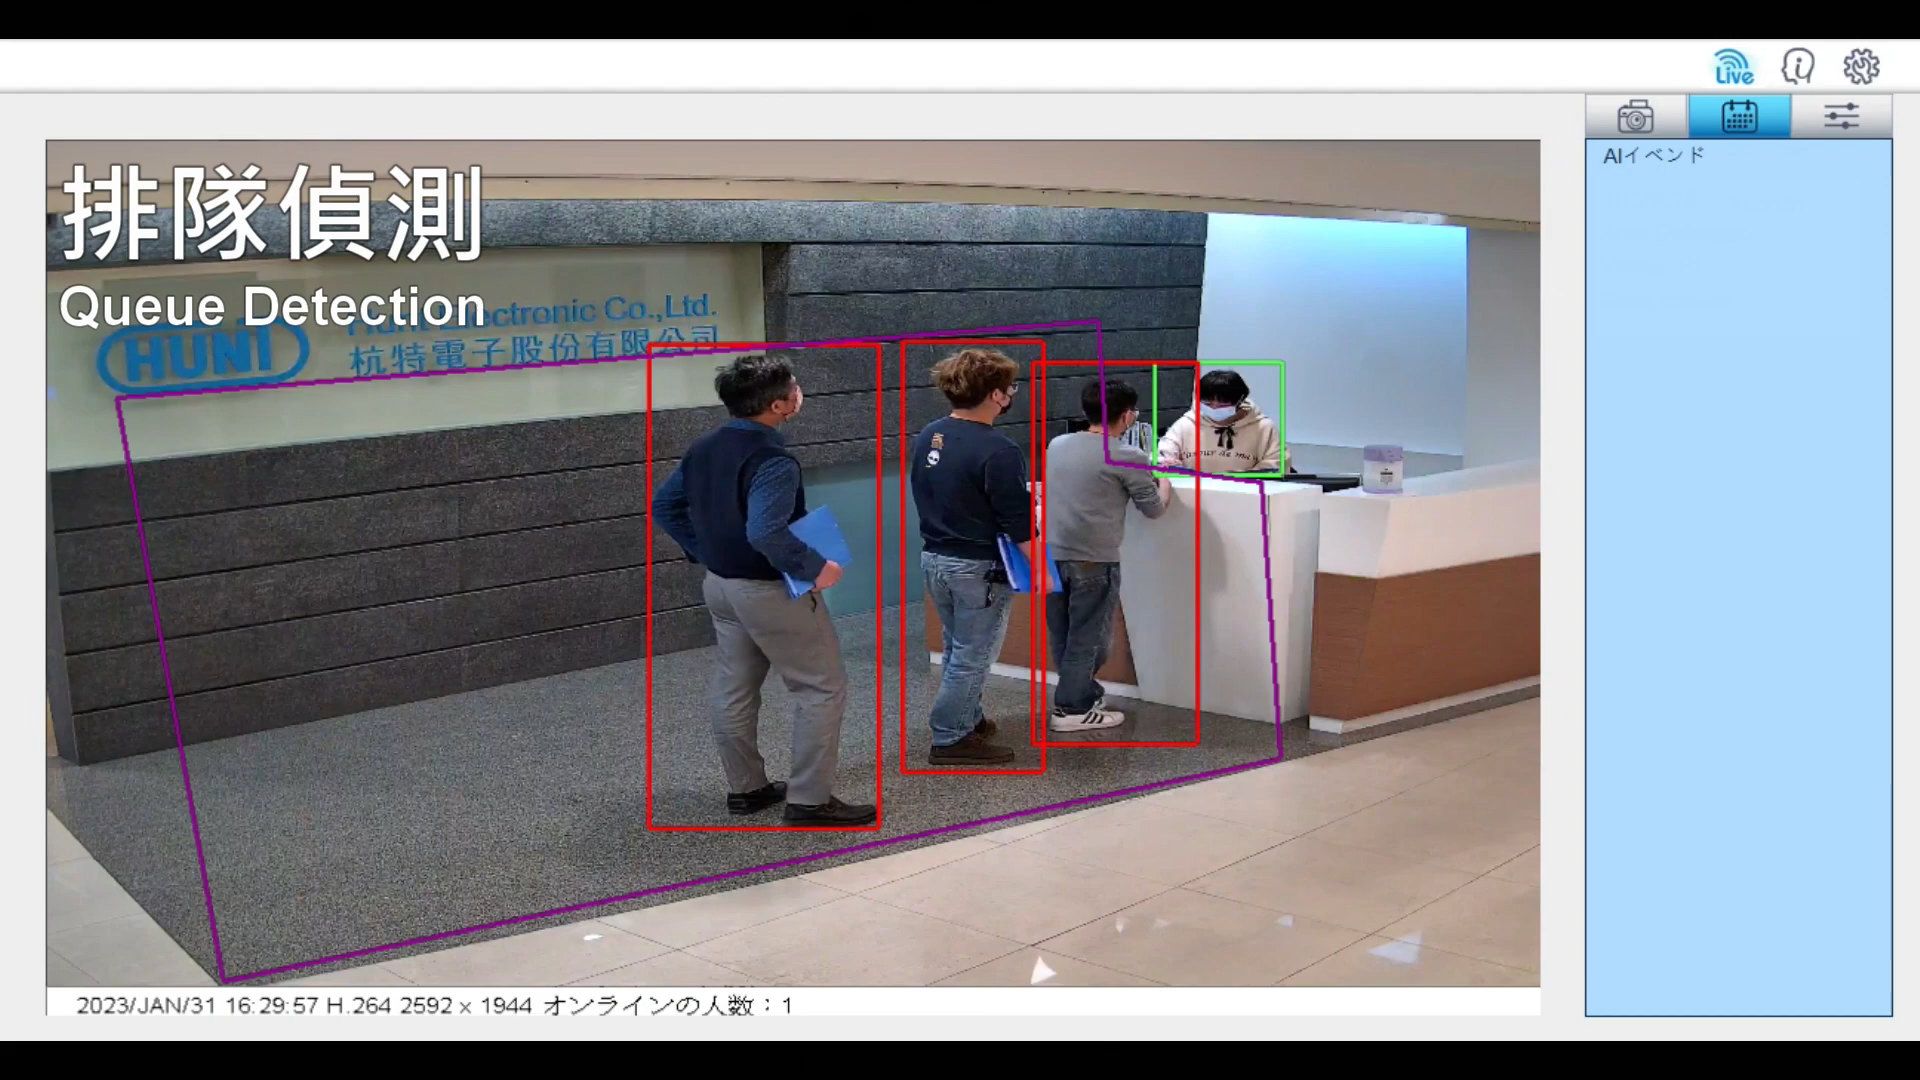 Live
AIイベンド
排隊偵測
Queue Detection
HUNT
Electronic Co.,Ltd.
杭特電子股份有限公司
2023/JAN/31 16:29:57 H.264 2592 x 1944 オンラインの人数：1